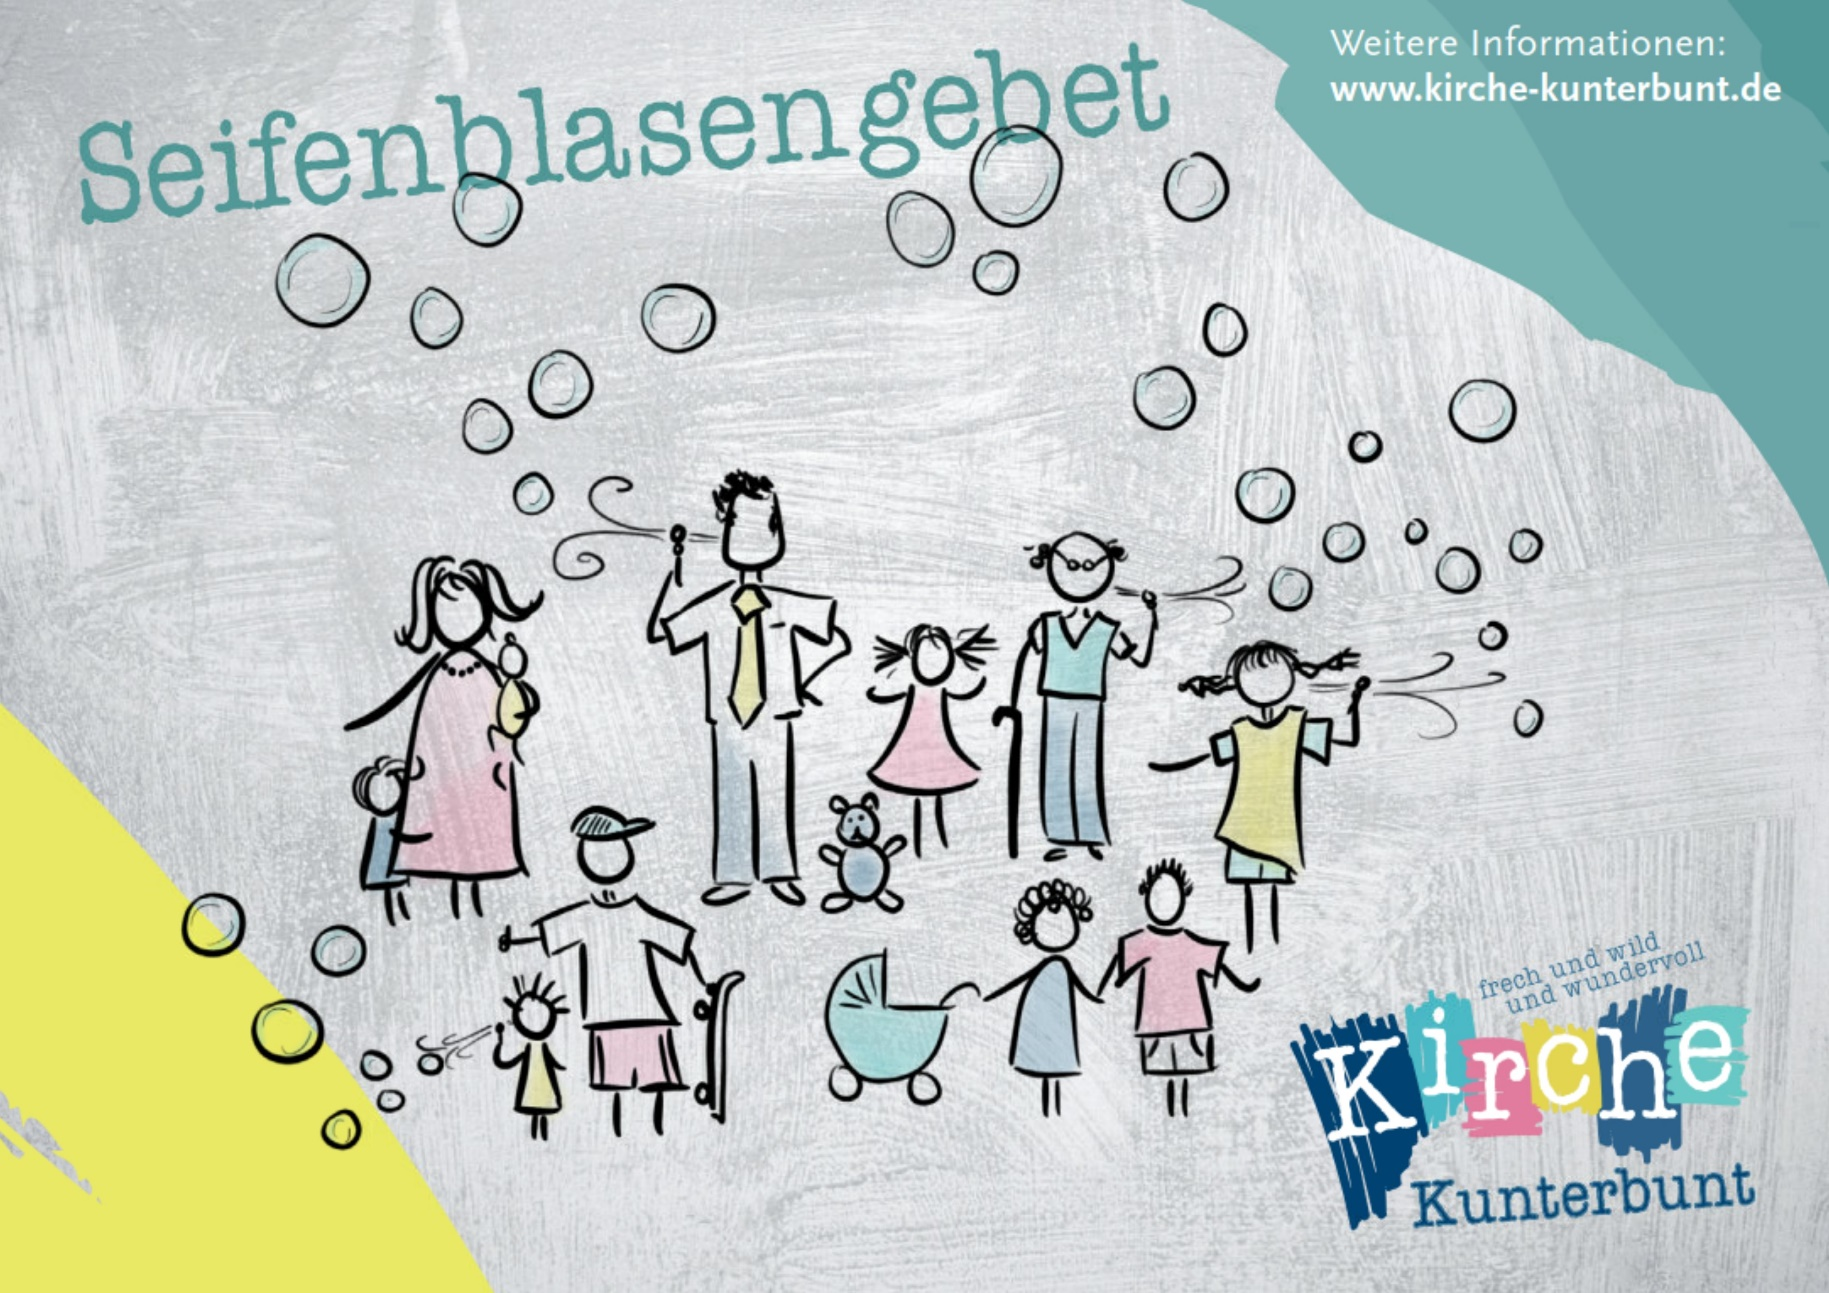 Weitere Informationen:
www.kirche-kunterbunt.de
Seifenblasengebet
frech und wild
und wundervoll
Kirche
Kunterbunt